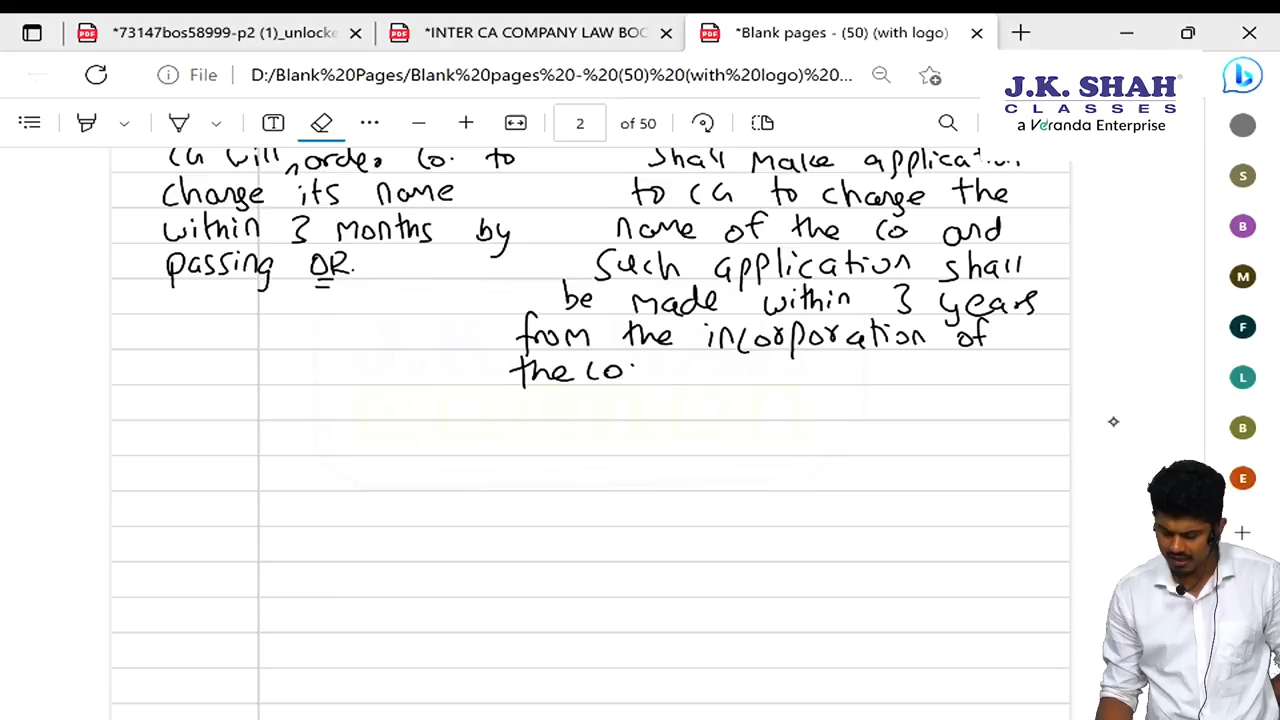 *73147bos58999-p2 (1)_unlocke
*INTER CA COMPANY LAW BOC
*Blank pages - (50) (with logo)
File
D:/Blank%20Pages/Blank%20pages%20-%20(50)%20(with%20logo)%20...
J.K. SHAH
CLASSES
a Veranda Enterprise
2 of 50
CG will order Co. to
change its name
within 3 months by
passing OR.
shall make application
to CG to change the
name of the co and
such application shall
be made within 3 years
from the incorporation of
the co.
S
B
M
F
L
B
E